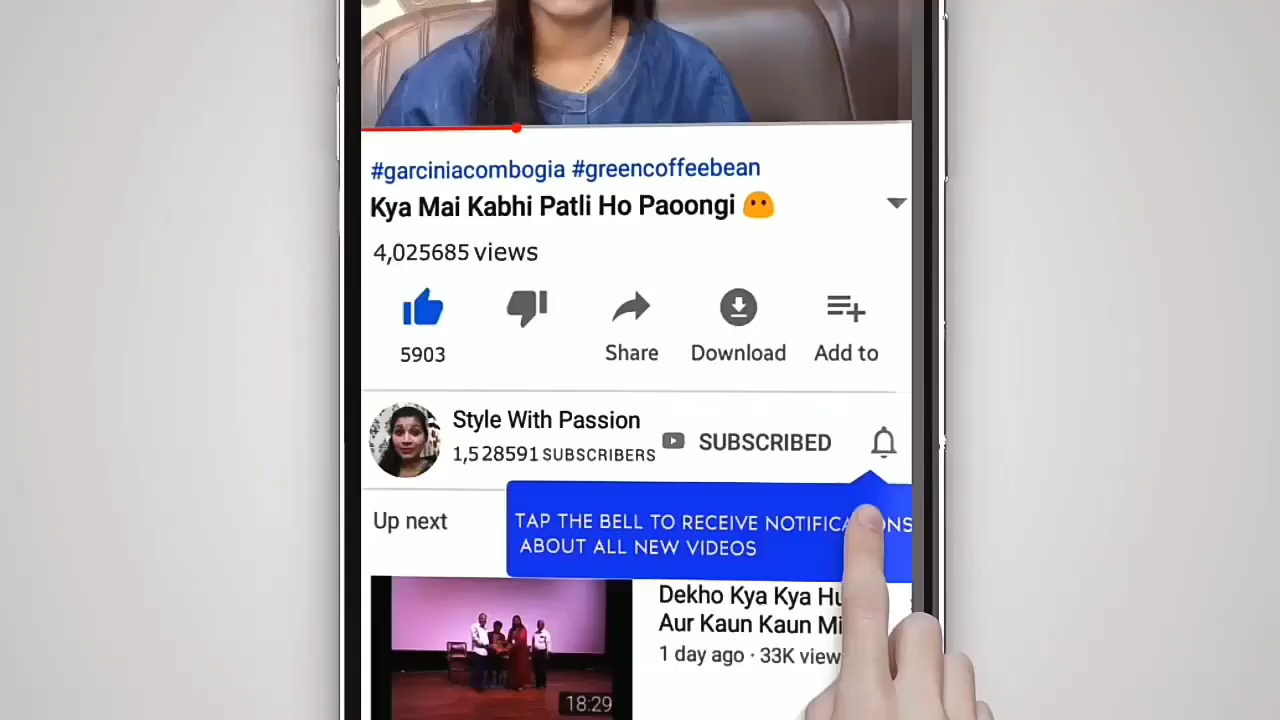 #garciniacombogia #greencoffeebean
Kya Mai Kabhi Patli Ho Paoongi
4,025685 views
5903
Share
Download
Add to
Style With Passion
1,528591 SUBSCRIBERS
SUBSCRIBED
TAP THE BELL TO RECEIVE
ABOUT ALL NEW VIDEOS
Up next
Dekho Kya Kya
Aur Kaun Kaun
1 day ago · 33K
18:29